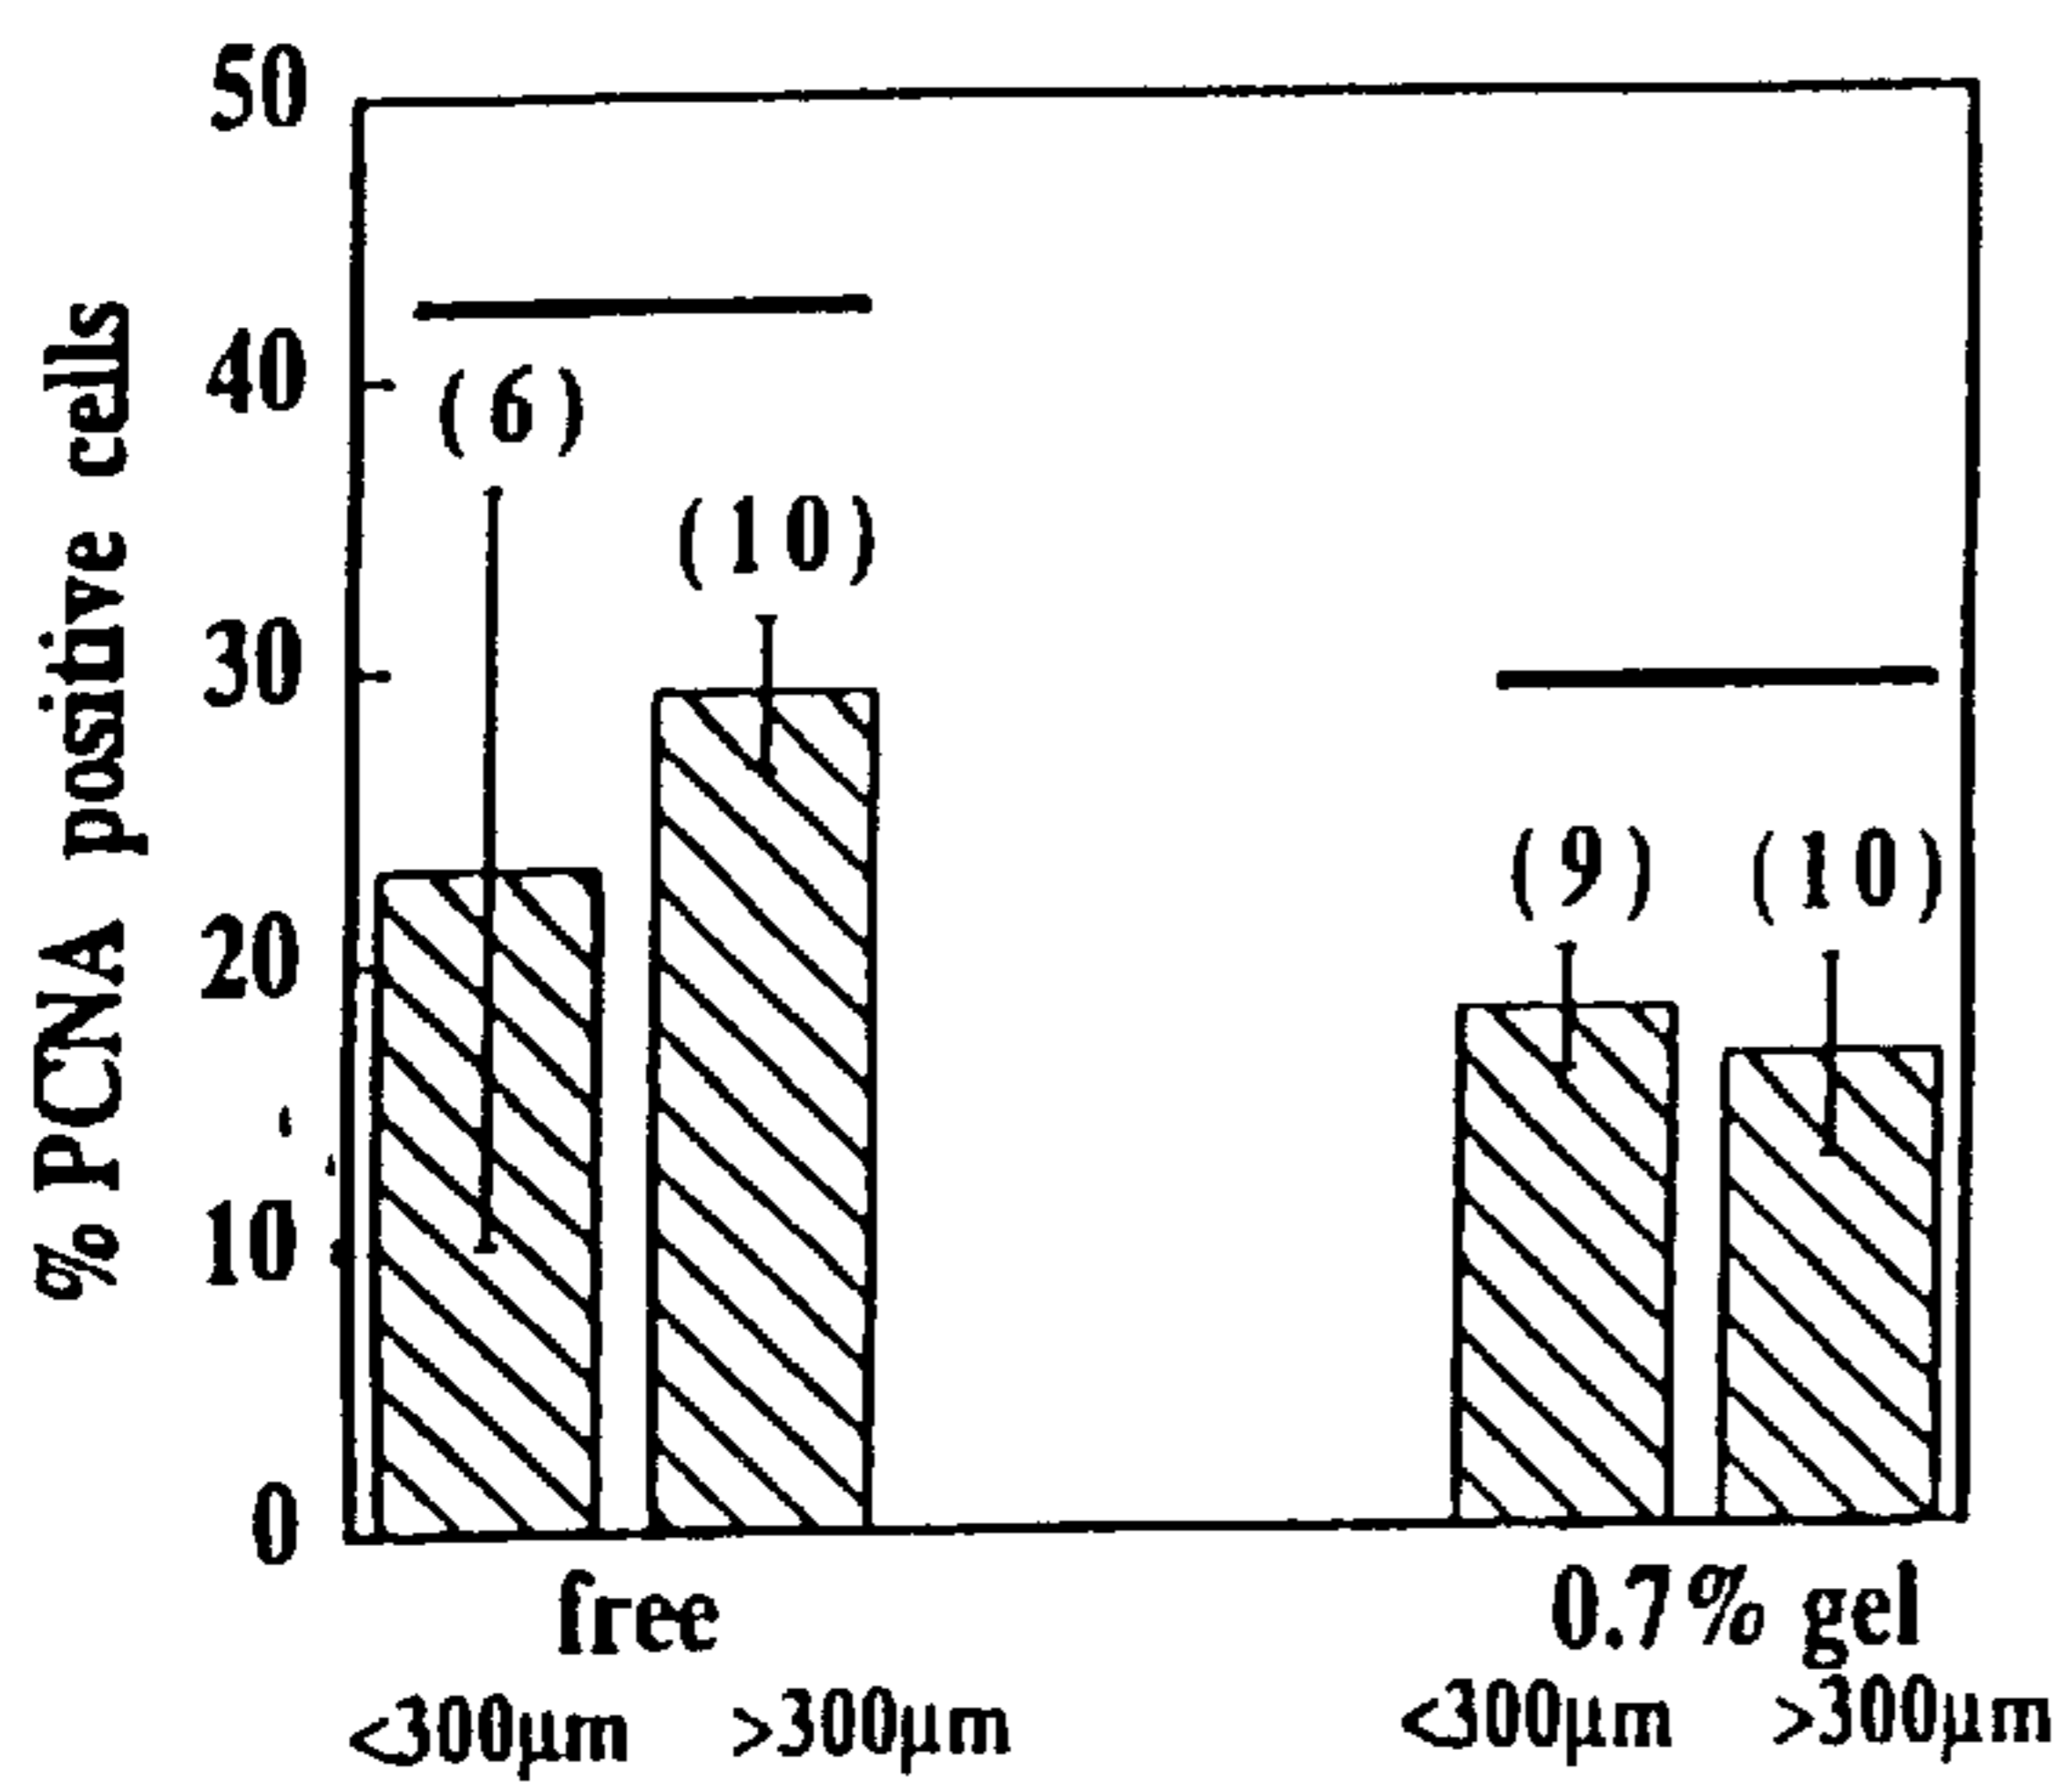 % PCNA positive cells
50
40
30
20
10
0
(6)
(10)
(9)
(10)
free
0.7% gel
<300µm
>300µm
<300µm
>300µm